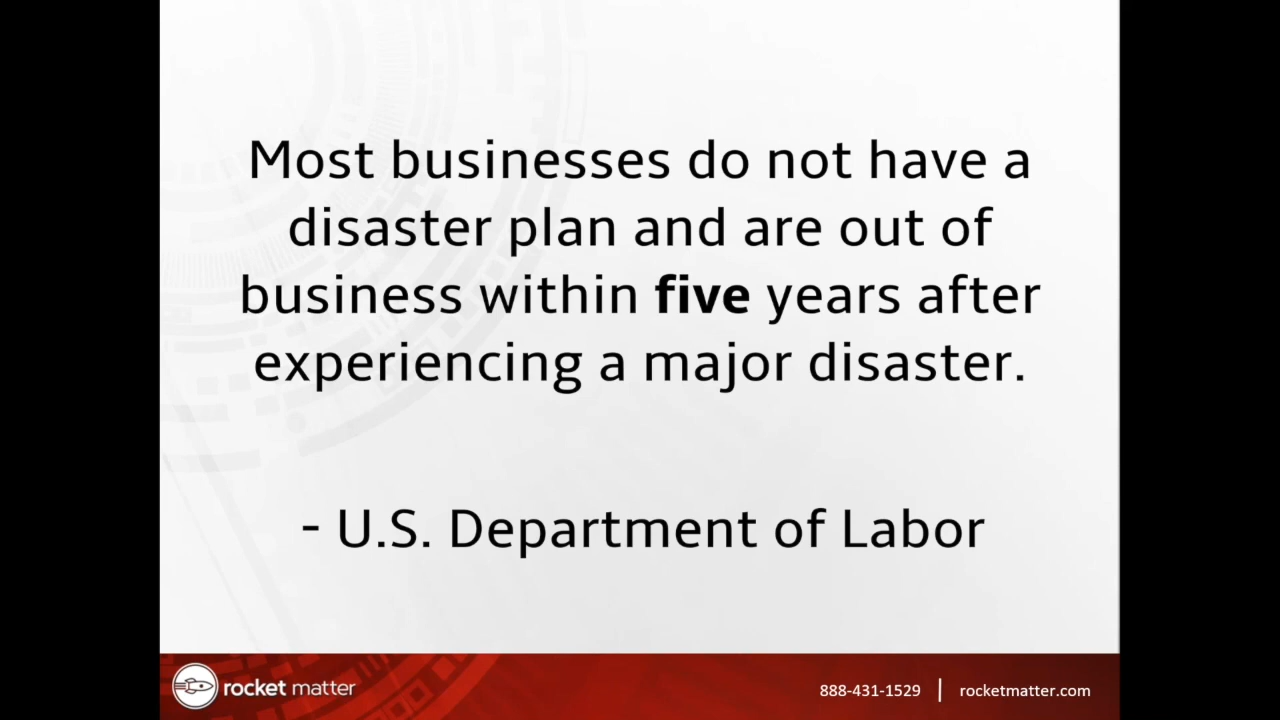 Most businesses do not have a
disaster plan and are out of
business within five years after
experiencing a major disaster.
- U.S. Department of Labor
rocket matter
888-431-1529 | rocketmatter.com